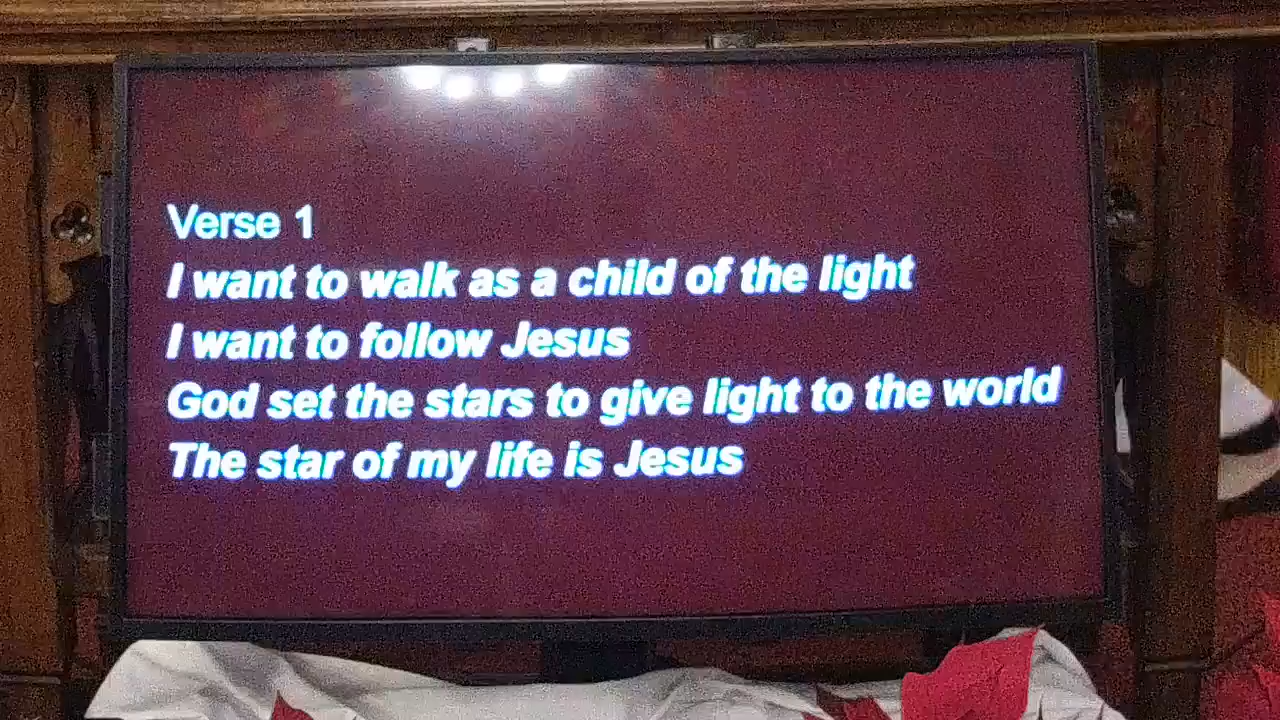 Verse 1
I want to walk as a child of the light
I want to follow Jesus
God set the stars to give light to the world
The star of my life is Jesus